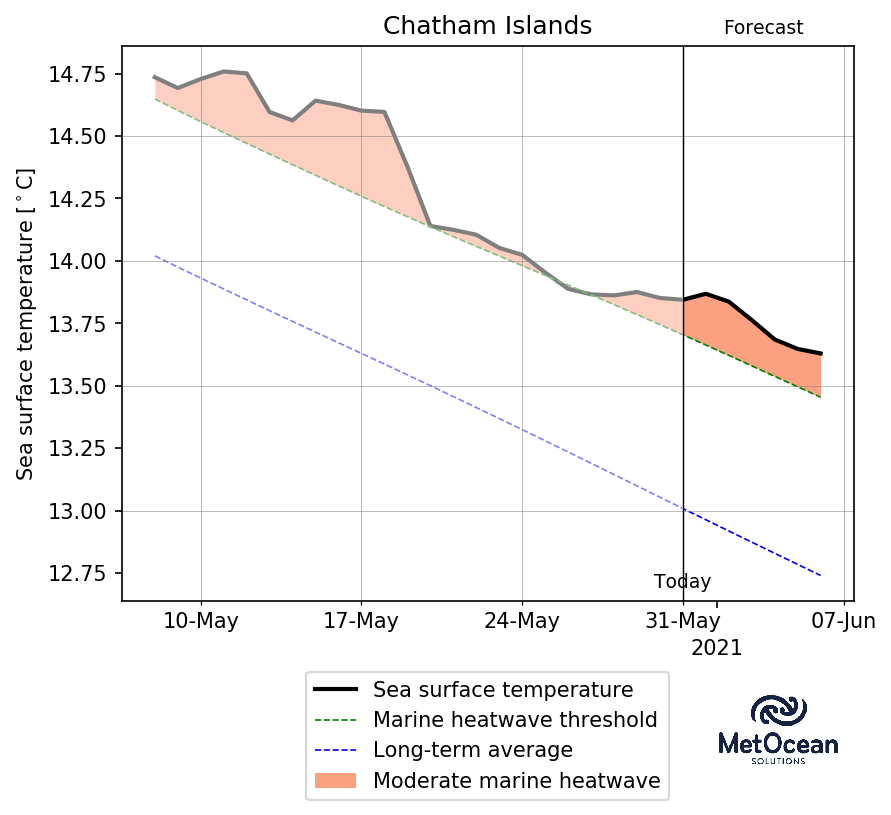 Chatham Islands
Forecast
Sea surface temperature [°C]
14.75
14.50
14.25
14.00
13.75
13.50
13.25
13.00
12.75
Today
10-May 17-May 24-May 31-May 07-Jun
2021
Sea surface temperature
Marine heatwave threshold
Long-term average
Moderate marine heatwave
MetOcean
SOLUTIONS